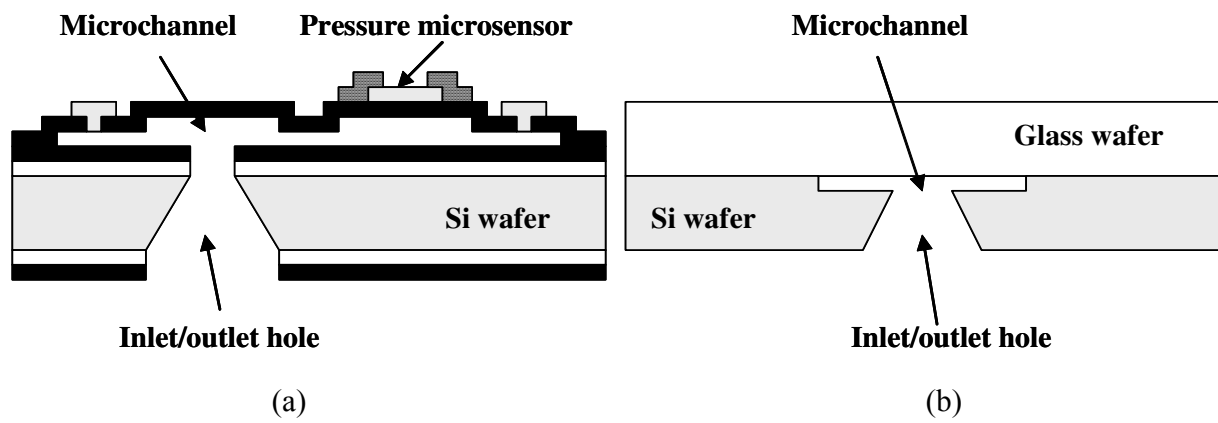 Microchannel
Pressure microsensor
Si wafer
Inlet/outlet hole
(a)
Microchannel
Glass wafer
Si wafer
Inlet/outlet hole
(b)